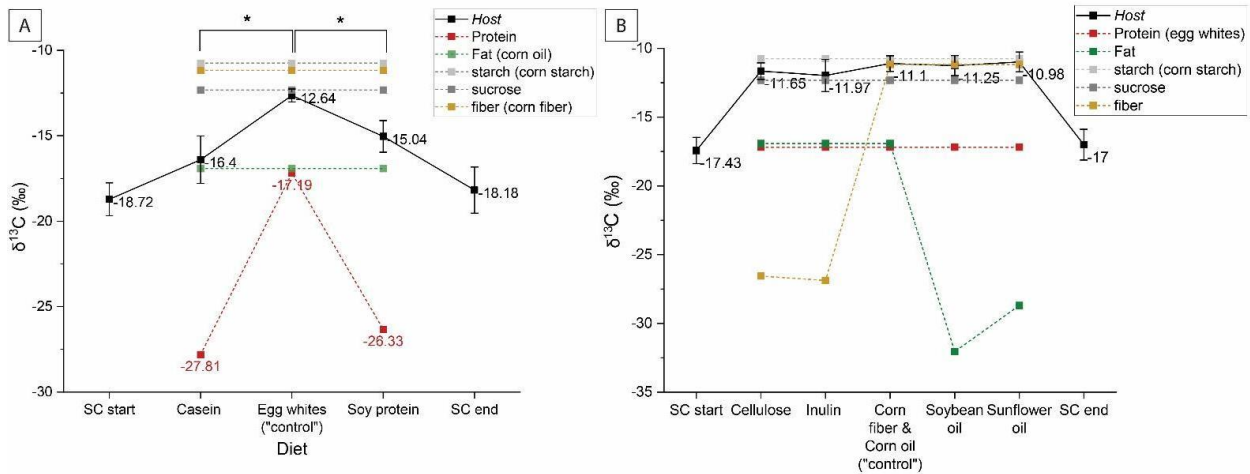 A
*
*
Host
Protein
Fat (corn oil)
starch (corn starch)
sucrose
fiber (corn fiber)
-10
-15
-20
-25
-30
δ¹³C (‰)
-18.72
-16.4
-12.64
-17.19
-15.04
-18.18
-27.81
-26.33
SC start
Casein
Egg whites
("control")
Soy protein
SC end
Diet
B
Host
Protein (egg whites)
Fat
starch (corn starch)
sucrose
fiber
-10
-15
-20
-25
-30
-35
δ¹³C (‰)
-17.43
-11.65
-11.97
-11.1
-11.25
-10.98
-17
SC start
Cellulose
Inulin
Corn
fiber &
Corn oil
("control")
Soybean
oil
Sunflower
oil
SC end